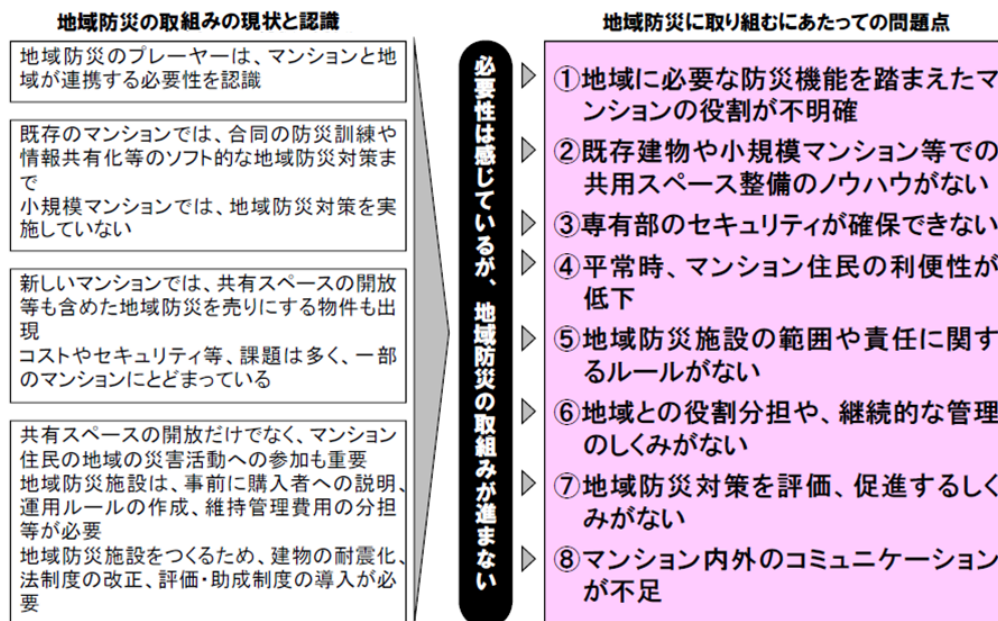 地域防災の取組みの現状と認識
地域防災のプレーヤーは、マンションと地
域が連携する必要性を認識
既存のマンションでは、合同の防災訓練や
情報共有化等のソフト的な地域防災対策ま
で
小規模マンションでは、地域防災対策を実
施していない
新しいマンションでは、共有スペースの開放
等も含めた地域防災を売りにする物件も出
現
コストやセキュリティ等、課題は多く、一部
のマンションにとどまっている
共有スペースの開放だけでなく、マンション
住民の地域の災害活動への参加も重要
地域防災施設は、事前に購入者への説明、
運用ルールの作成、維持管理費用の分担
等が必要
地域防災施設をつくるため、建物の耐震化、
法制度の改正、評価・助成制度の導入が必
要
必要性は感じているが、地域防災の取組みが進まない
地域防災に取り組むにあたっての問題点
①地域に必要な防災機能を踏まえたマ
ンションの役割が不明確
②既存建物や小規模マンション等での
共用スペース整備のノウハウがない
③専有部のセキュリティが確保できない
④平常時、マンション住民の利便性が
低下
⑤地域防災施設の範囲や責任に関す
るルールがない
⑥地域との役割分担や、継続的な管理
のしくみがない
⑦地域防災対策を評価、促進するしく
みがない
⑧マンション内外のコミュニケーション
が不足